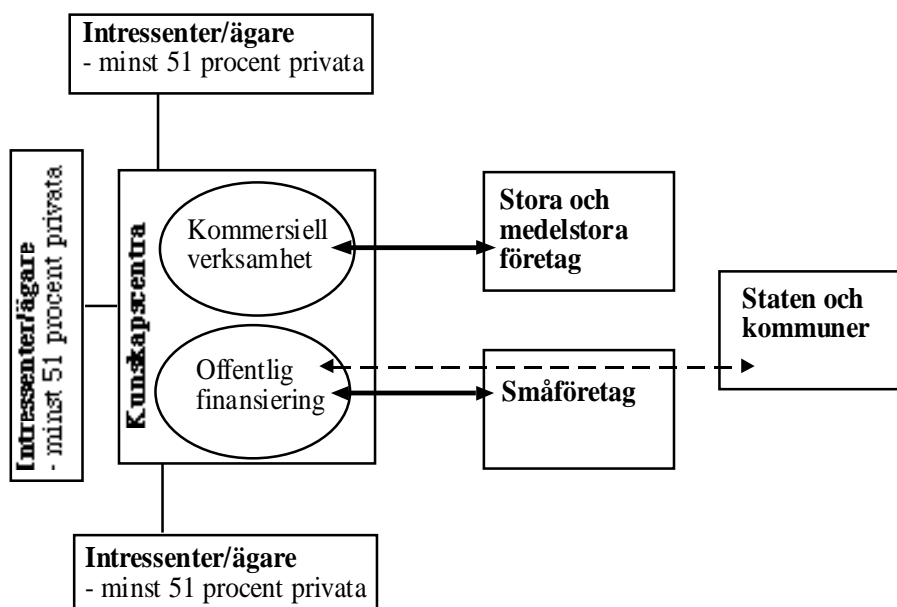 Intressenter/ägare
- minst 51 procent privata
Intressenter/ägare
- minst 51 procent privata
Kunskapscentra
Kommersiell
verksamhet
Stora och
medelstora
företag
Staten och
kommuner
Offentlig
finansiering
Småföretag
Intressenter/ägare
- minst 51 procent privata